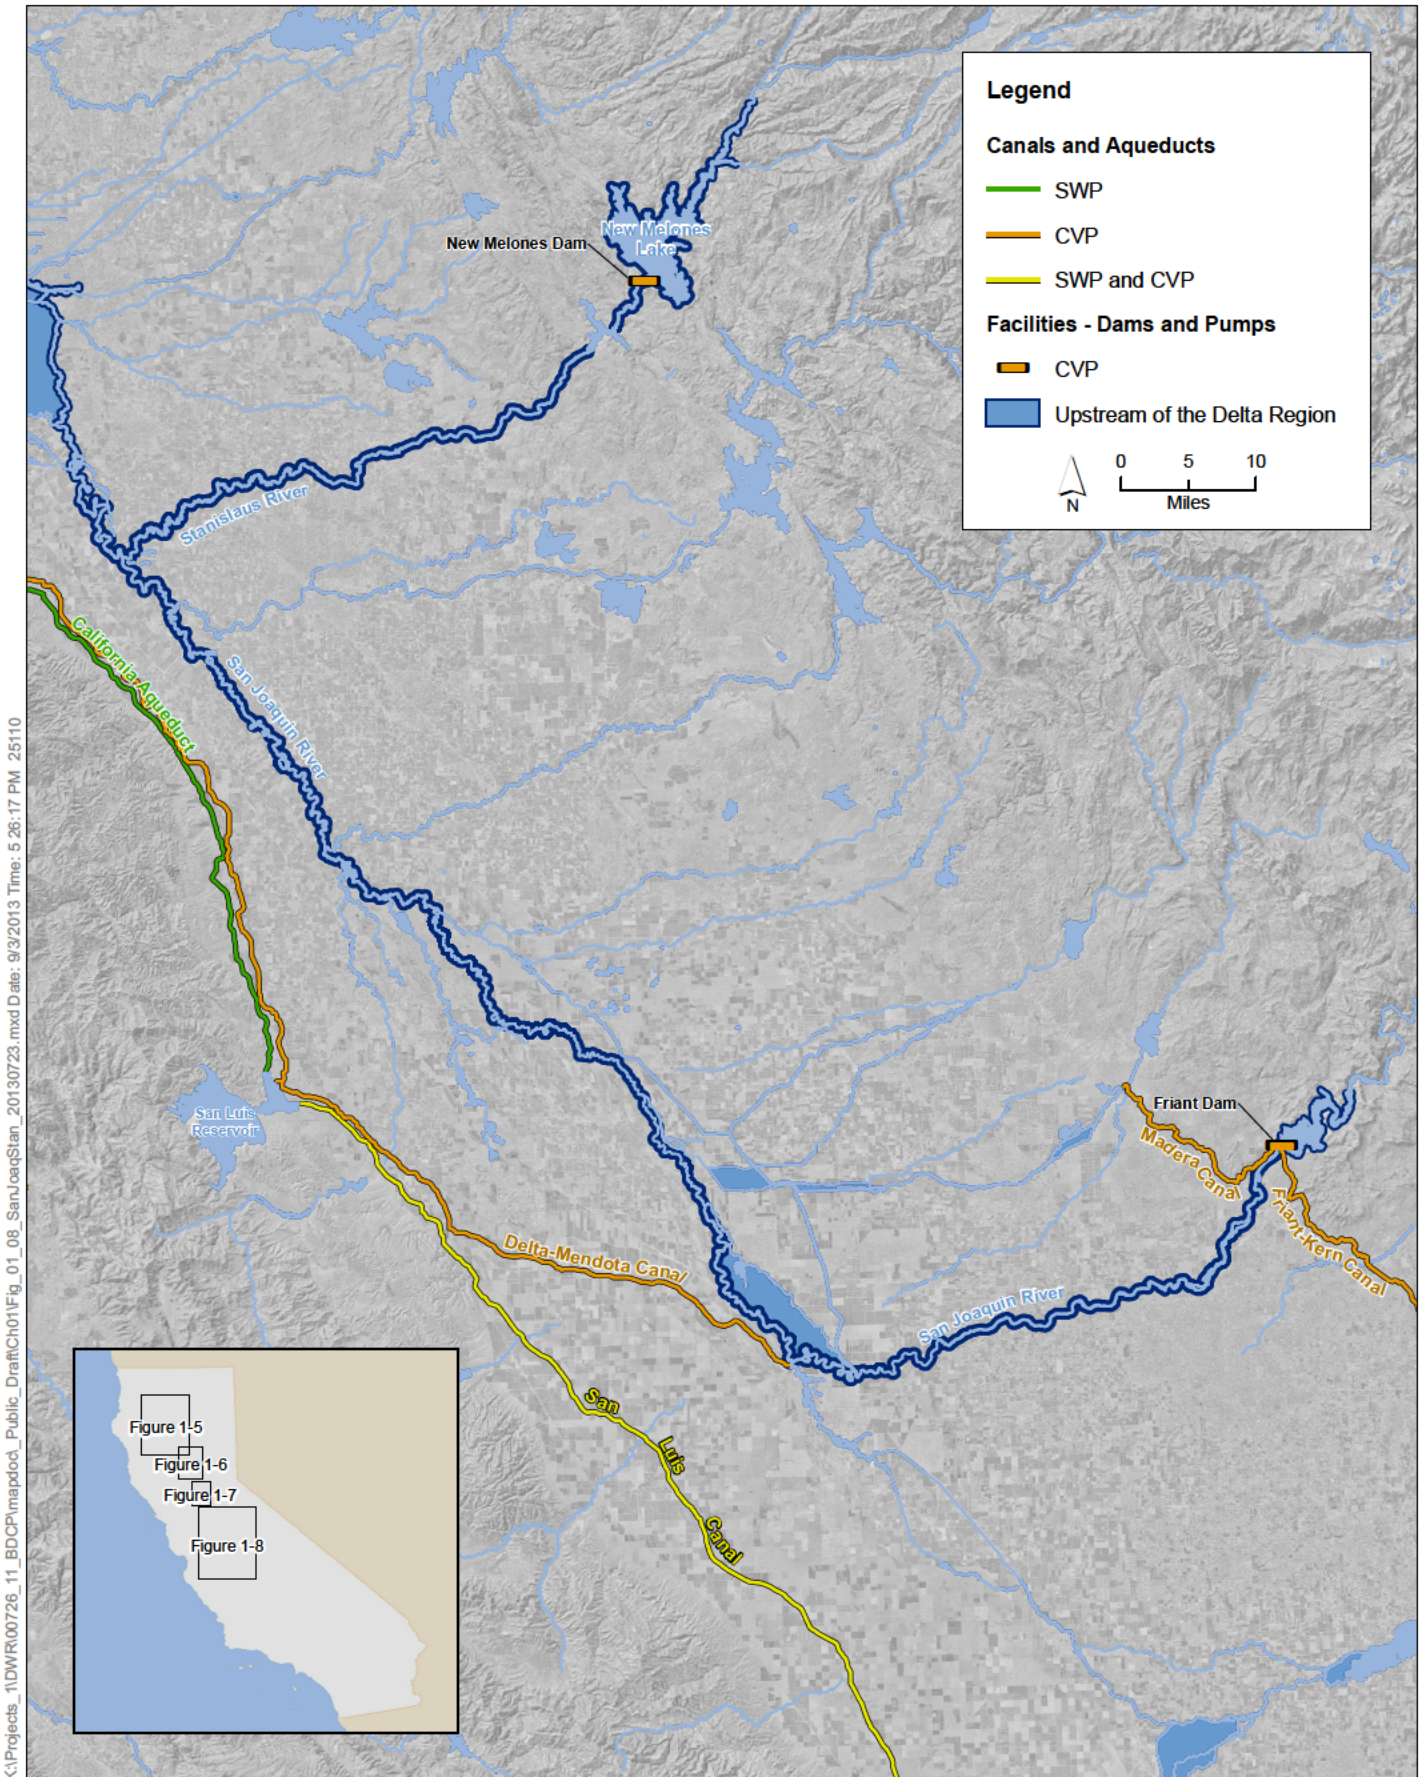 Legend
Canals and Aqueducts
SWP
CVP
SWP and CVP
Facilities - Dams and Pumps
CVP
Upstream of the Delta Region
0 5 10
Miles
N
New Melones Dam
New Melones
Lake
Stanislaus River
California Aqueduct
San Joaquin River
San Luis
Reservoir
Friant Dam
Madera Canal
Friant-Kern Canal
Delta-Mendota Canal
San Joaquin River
San
Luis
Canal
Figure 1-5
Figure 1-6
Figure 1-7
Figure 1-8
K:\Projects_1\DWR\00726_11_BDCP\mapdoc\_Public_Draft\Ch01\Fig_01_08_SanJoaqStan_20130723.mxd Date: 9/3/2013 Time: 5:26:17 PM 25110